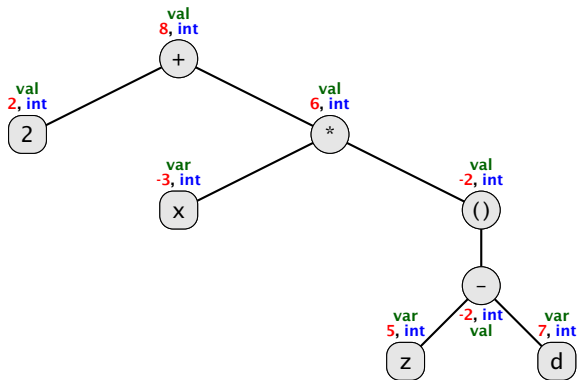 val
8, int
+
val
2, int
2
val
6, int
*
var
-3, int
x
val
-2, int
()
-
-2, int
val
var
5, int
z
var
7, int
d